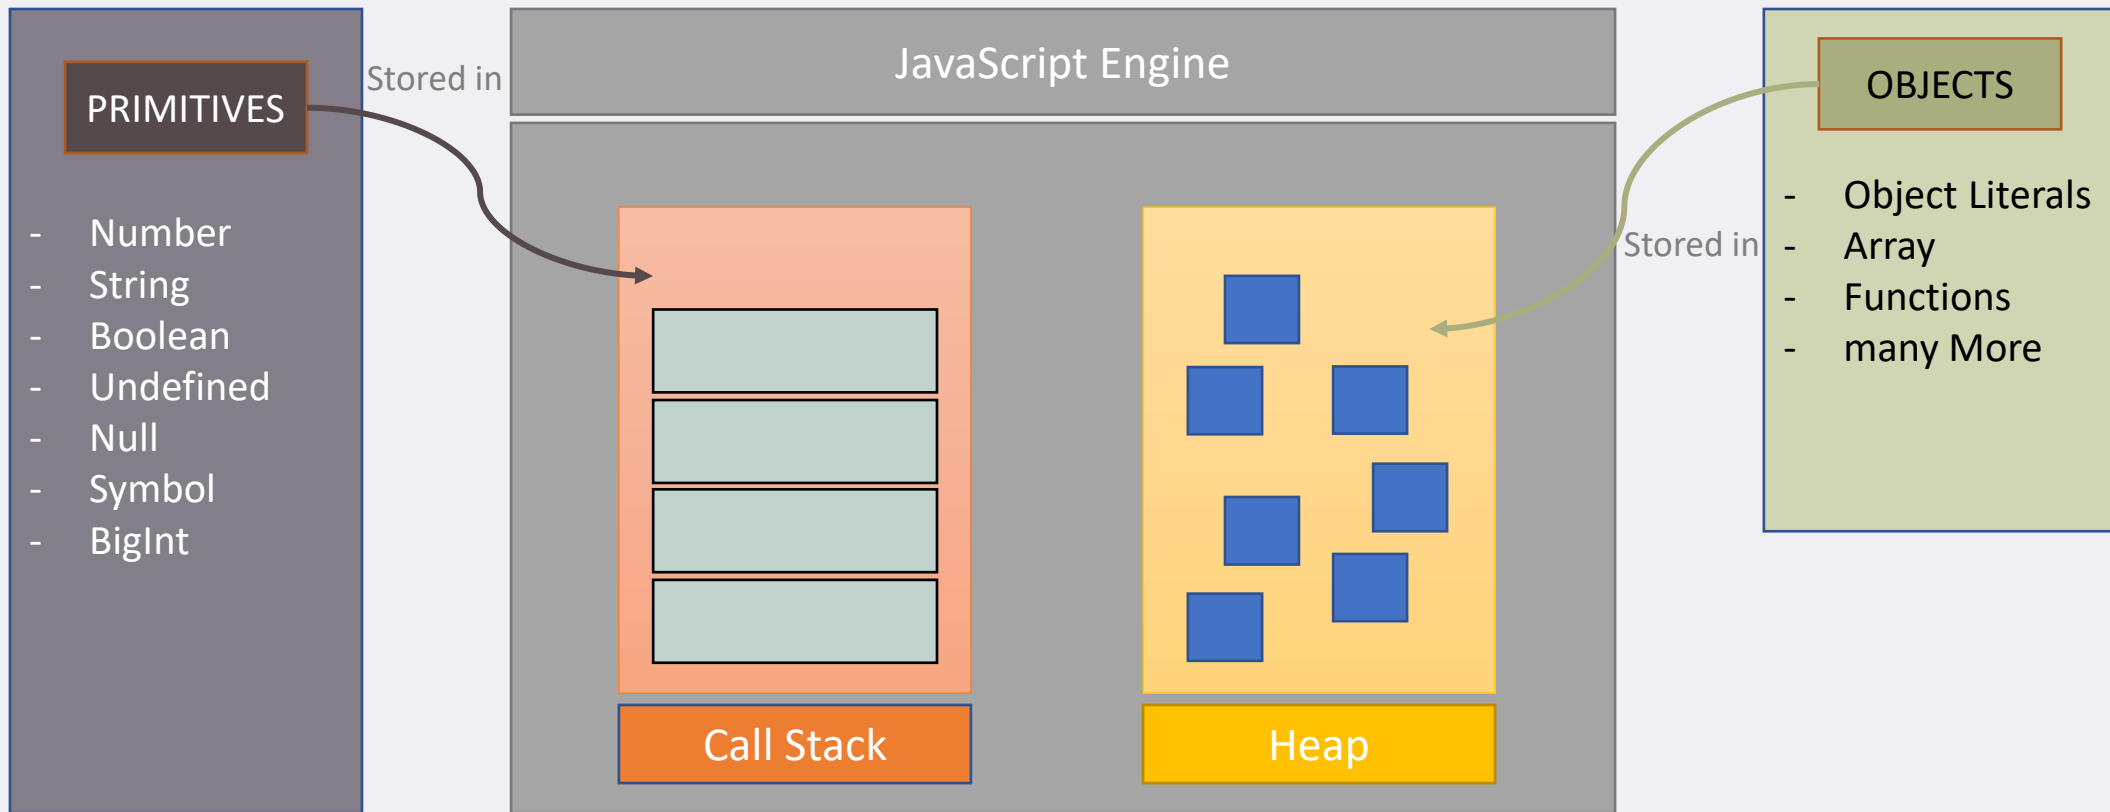 PRIMITIVES
- Number
- String
- Boolean
- Undefined
- Null
- Symbol
- BigInt
Stored in
JavaScript Engine
Call Stack
Heap
Stored in
OBJECTS
- Object Literals
- Array
- Functions
- many More